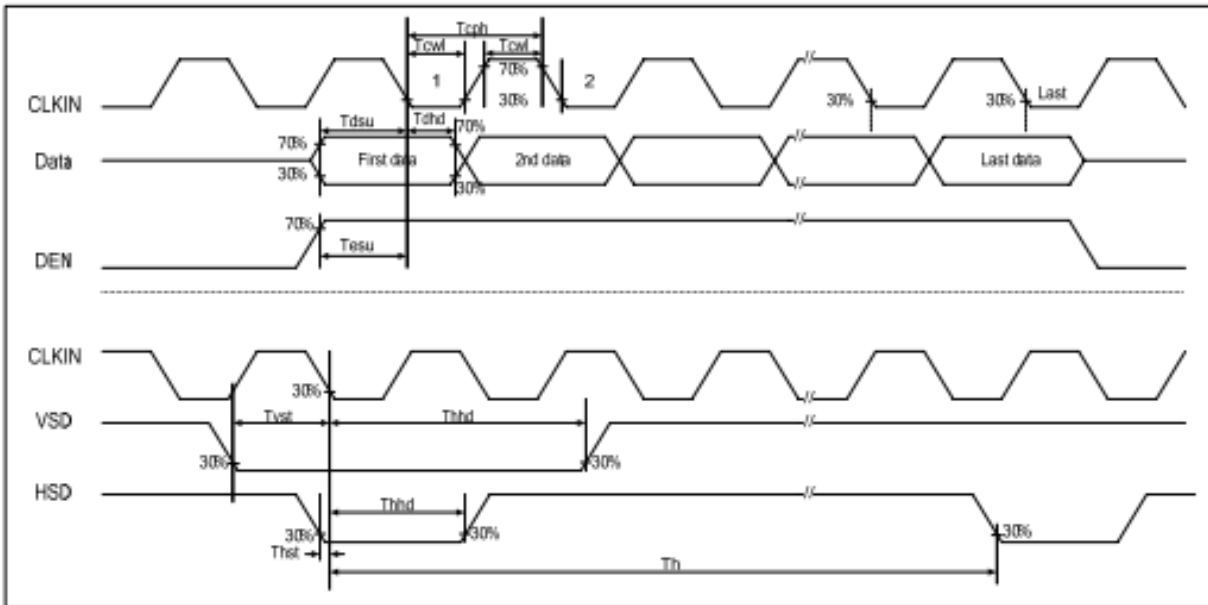 Tcph
Tcwl Tcwl
1 70% 2
CLKIN 30% 30% 30% Last
Tdsu Tdhd
70% 70%
Data First data 2nd data Last data
30% 30%
70%
DEN Tesu
CLKIN 30%
VSD Tvst Thhd
30% 30%
HSD Thhd
30% 30% 30%
Thst
Th